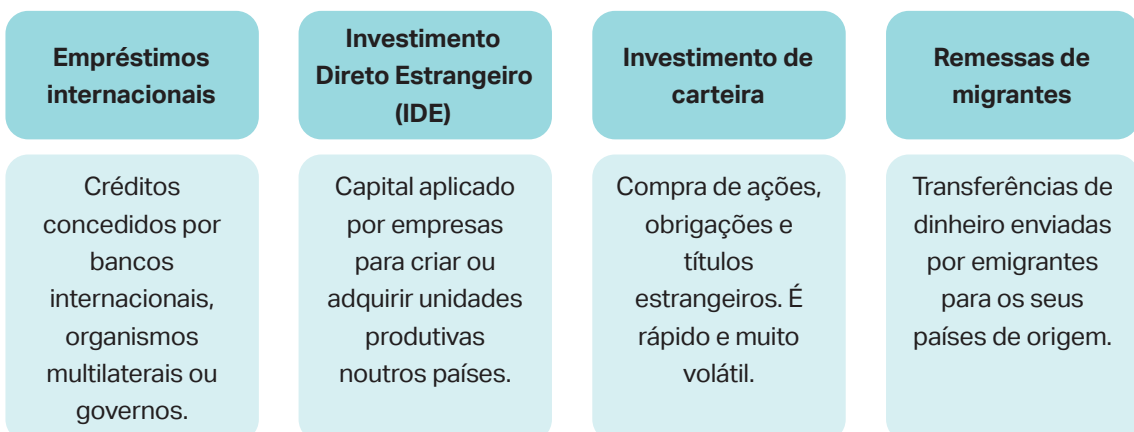 Empréstimos
internacionais
Créditos
concedidos por
bancos
internacionais,
organismos
multilaterais ou
governos.
Investimento
Direto Estrangeiro
(IDE)
Capital aplicado
por empresas
para criar ou
adquirir unidades
produtivas
noutros países.
Investimento de
carteira
Compra de ações,
obrigações e
títulos
estrangeiros. É
rápido e muito
volátil.
Remessas de
migrantes
Transferências de
dinheiro enviadas
por emigrantes
para os seus
países de origem.